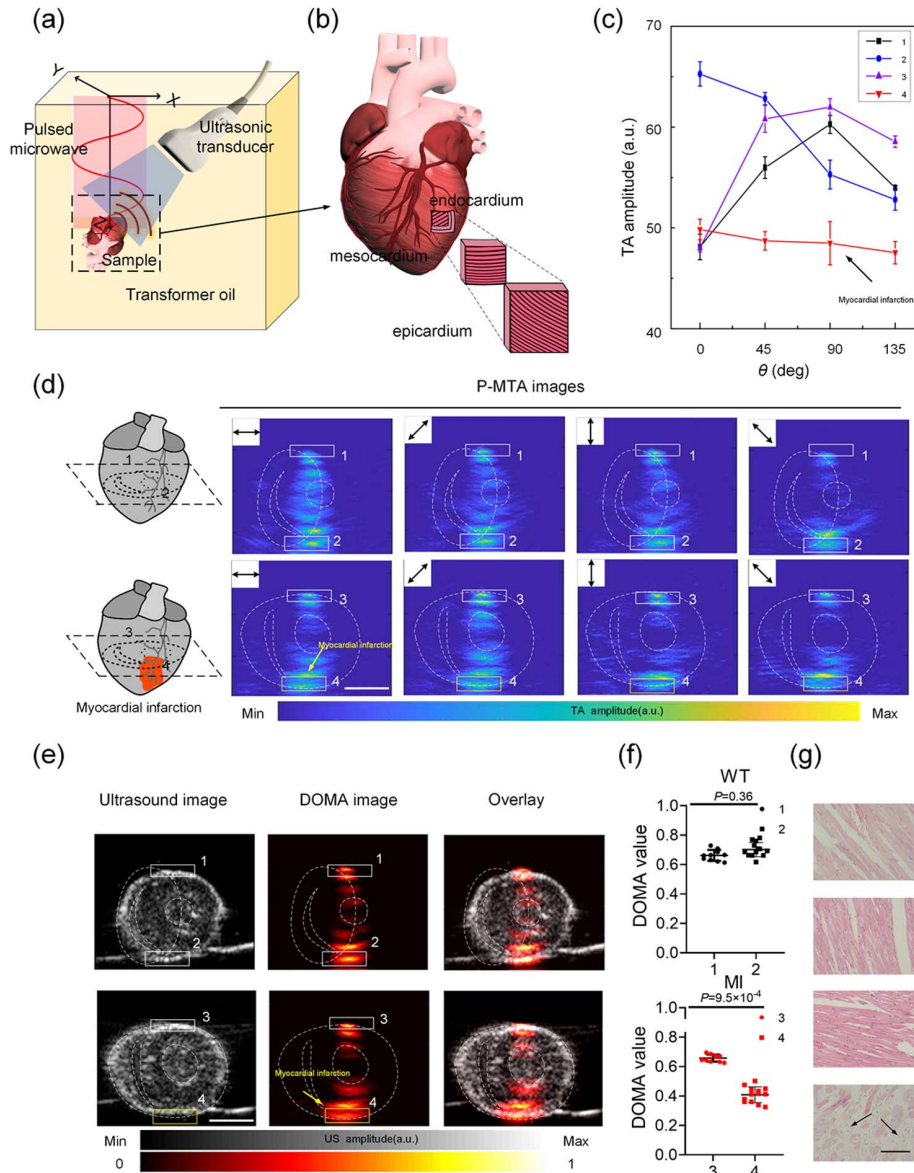 (a)
Y
X
Pulsed
microwave
Ultrasonic
transducer
Sample
Transformer oil
(b)
endocardium
mesocardium
epicardium
(c)
70
60
50
40
TA amplitude (a.u.)
1
2
3
4
Myocardial infarction
0 45 90 135
θ (deg)
(d)
P-MTA images
1
2
1
2
1
2
1
2
1
2
3
4
Myocardial infarction
3
Myocardial infarction
4
3
4
3
4
3
4
Min TA amplitude(a.u.) Max
(e)
Ultrasound image DOMA image Overlay
1
2
1
2
3
4
3
Myocardial infarction
4
Min US amplitude(a.u.) Max
0 1
(f)
WT
P=0.36
1.0
0.8
0.6
0.4
0.2
0.0
DOMA value
1
2
1 2
MI
P=9.5×10-4
0.8
0.6
0.4
0.2
DOMA value
3
4
3 4
(g)